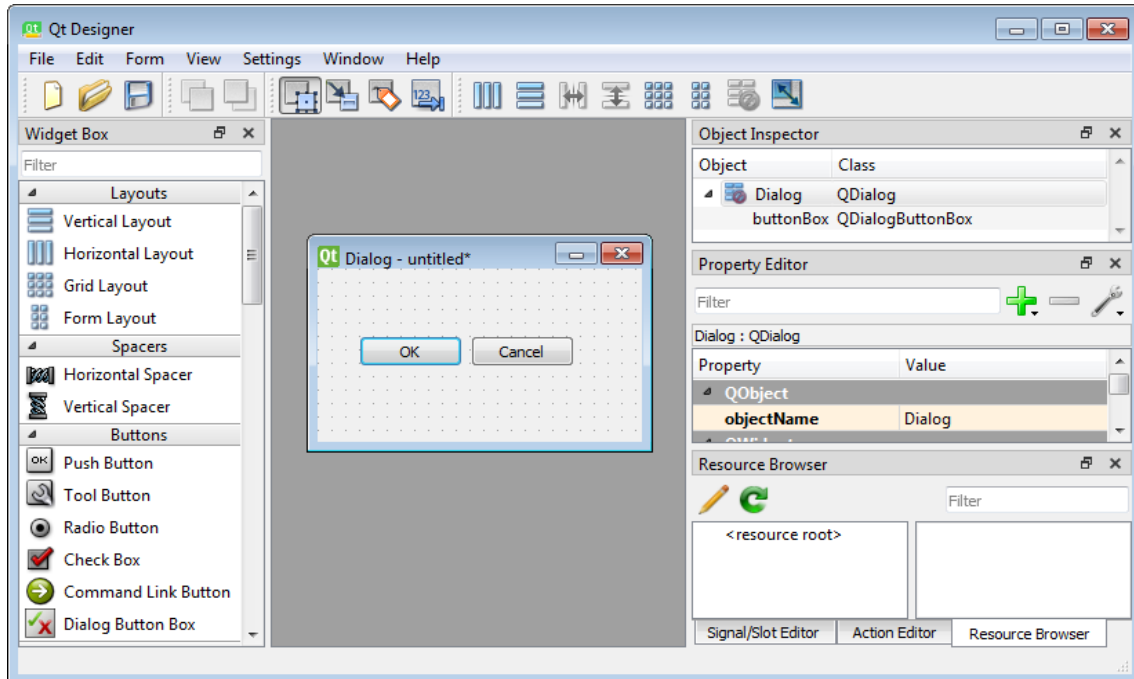 Qt Designer
File Edit Form View Settings Window Help
123
Widget Box
Filter
Layouts
Vertical Layout
Horizontal Layout
Grid Layout
Form Layout
Spacers
Horizontal Spacer
Vertical Spacer
Buttons
OK Push Button
Tool Button
Radio Button
Check Box
Command Link Button
Dialog Button Box
Qt Dialog - untitled*
OK Cancel
Object Inspector
Object Class
Dialog QDialog
buttonBox QDialogButtonBox
Property Editor
Filter
Dialog : QDialog
Property Value
QObject
objectName Dialog
Resource Browser
Filter
<resource root>
Signal/Slot Editor Action Editor Resource Browser